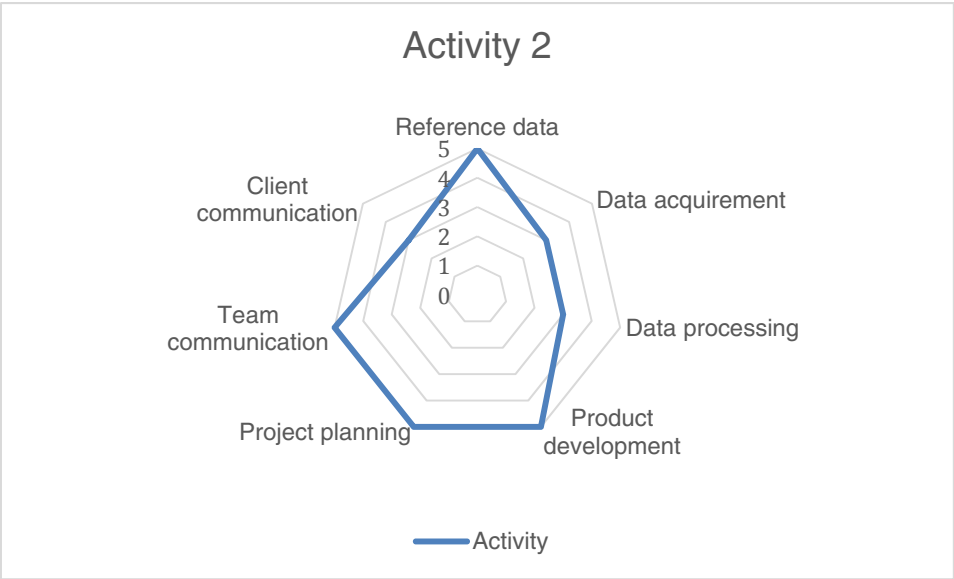 Activity 2
Reference data
5
4
3
2
1
0
Client
communication
Data acquirement
Team
communication
Data processing
Project planning
Product
development
Activity